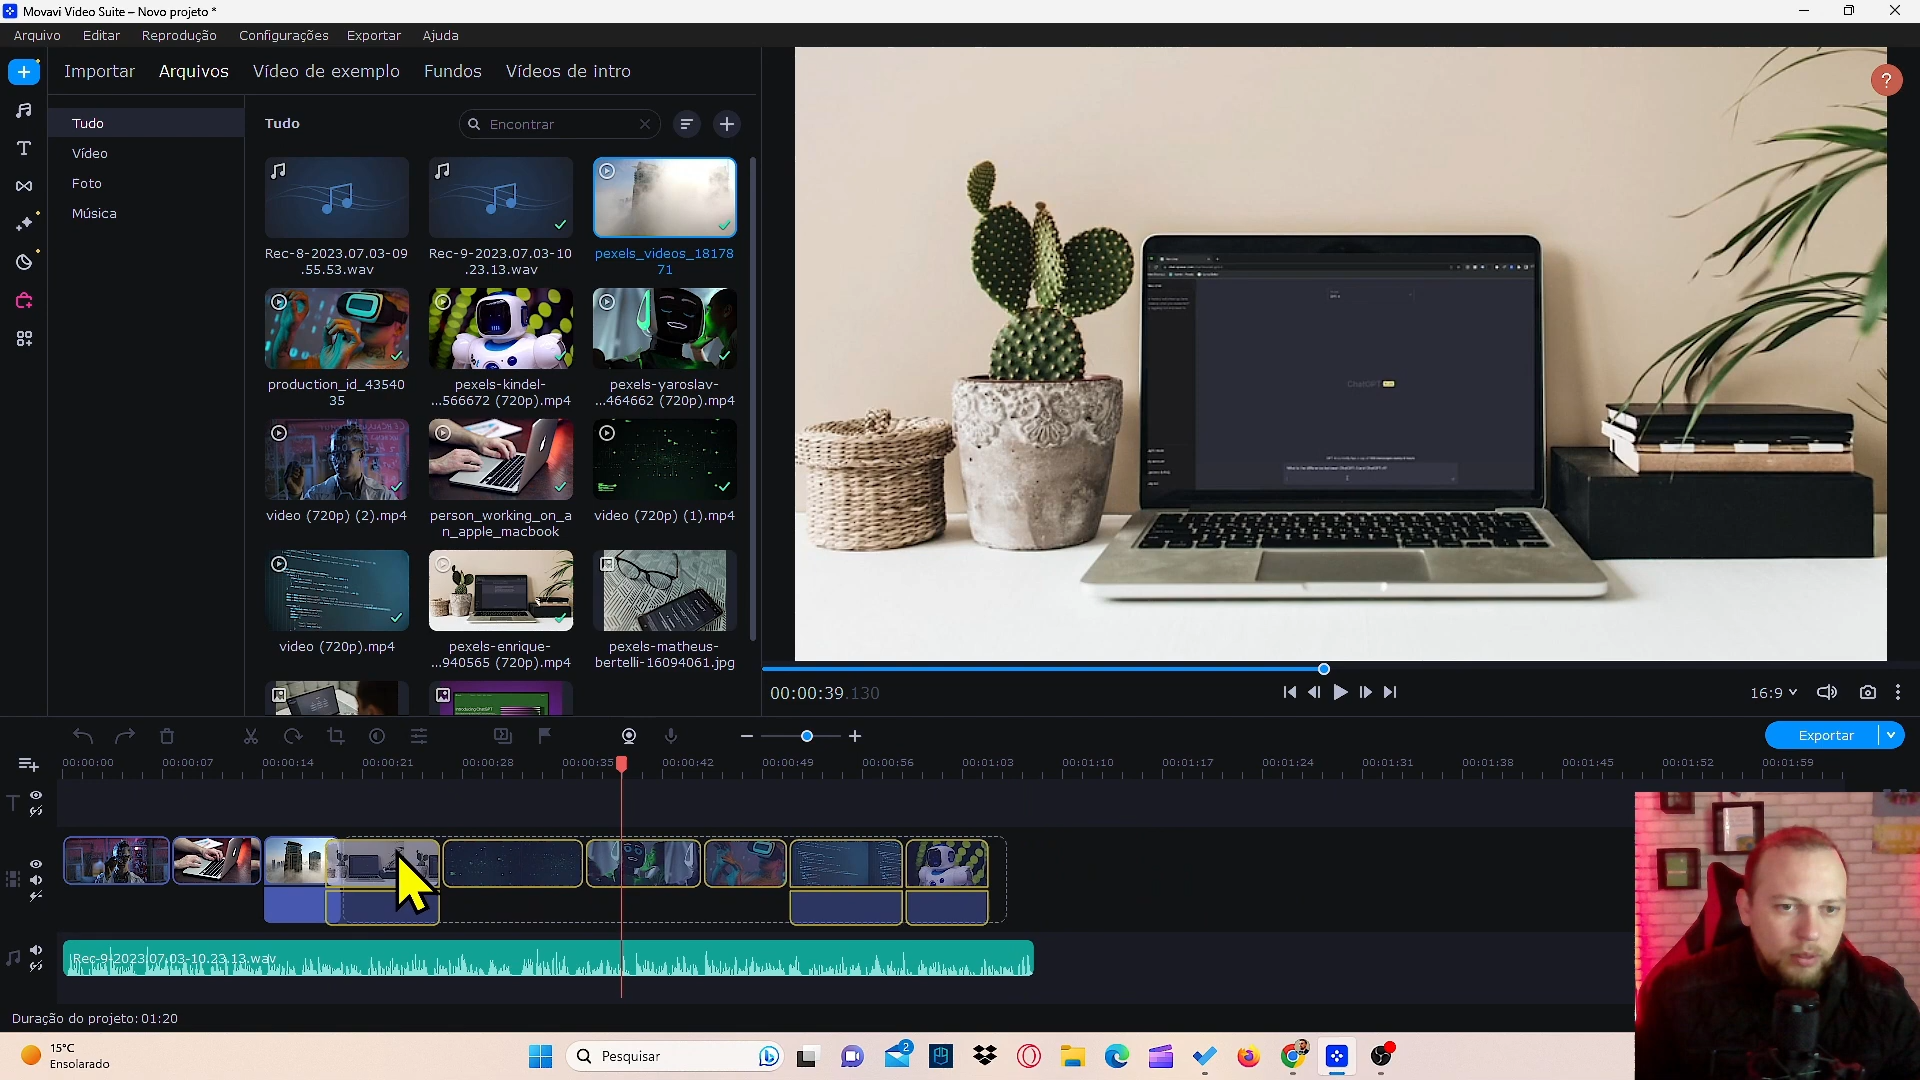 Movavi Video Suite – Novo projeto *
Arquivo Editar Reprodução Configurações Exportar Ajuda
Importar Arquivos Vídeo de exemplo Fundos Vídeos de intro
Tudo
Vídeo
Foto
Música
Tudo
Encontrar
Rec-8-2023.07.03-09
.55.53.wav
Rec-9-2023.07.03-10
.23.13.wav
pexels_videos_18178
71
production_id_43540
35
pexels-kindel-
...566672 (720p).mp4
pexels-yaroslav-
...464662 (720p).mp4
video (720p) (2).mp4
person_working_on_a
n_apple_macbook
video (720p) (1).mp4
video (720p).mp4
pexels-enrique-
...940565 (720p).mp4
pexels-matheus-
bertelli-16094061.jpg
?
ChatGPT
00:00:39.130
16:9
Exportar
00:00:00 00:00:07 00:00:14 00:00:21 00:00:28 00:00:35 00:00:42 00:00:49 00:00:56 00:01:03 00:01:10 00:01:17 00:01:24 00:01:31 00:01:38 00:01:45 00:01:52 00:01:59
Rec-9-2023.07.03-10.23.13.wav
Duração do projeto: 01:20
15°C
Ensolarado
Pesquisar
2